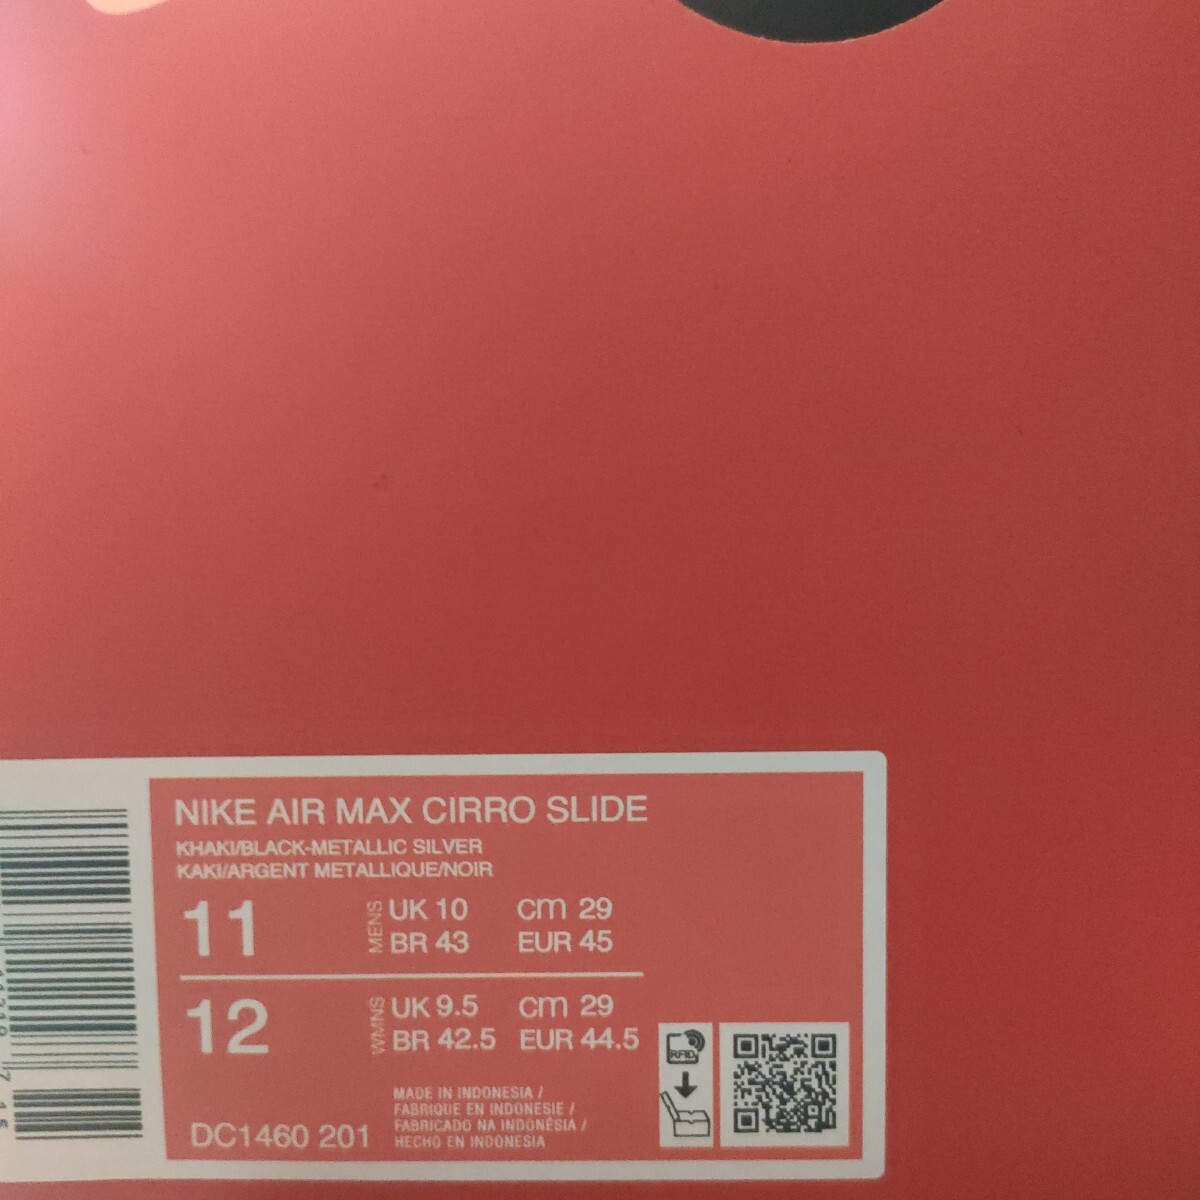 NIKE AIR MAX CIRRO SLIDE
KHAKI/BLACK-METALLIC SILVER
KAKI/ARGENT METALLIQUE/NOIR
11 MENS UK 10 cm 29
BR 43 EUR 45
12 WMNS UK 9.5 cm 29
BR 42.5 EUR 44.5
RFID
MADE IN INDONESIA /
FABRIQUE EN INDONESIE /
FABRICADO NA INDONÉSIA /
HECHO EN INDONESIA
DC1460 201